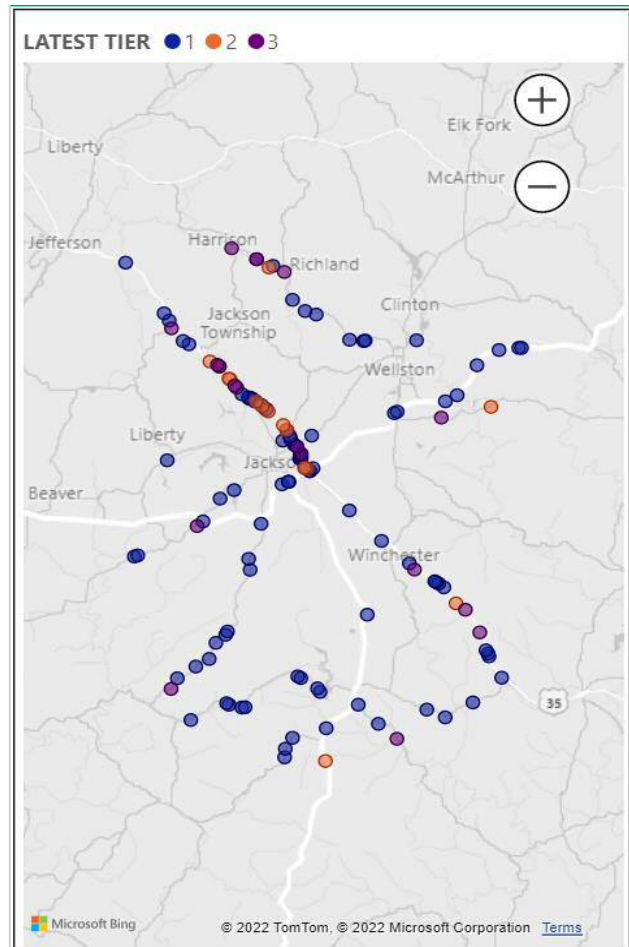 LATEST TIER 1 2 3
+
Elk Fork
Liberty
McArthur
−
Jefferson
Harrison
Richland
Clinton
Jackson
Township
Wellston
Liberty
Jackso
Beaver
Winchester
35
Microsoft Bing
© 2022 TomTom, © 2022 Microsoft Corporation Terms